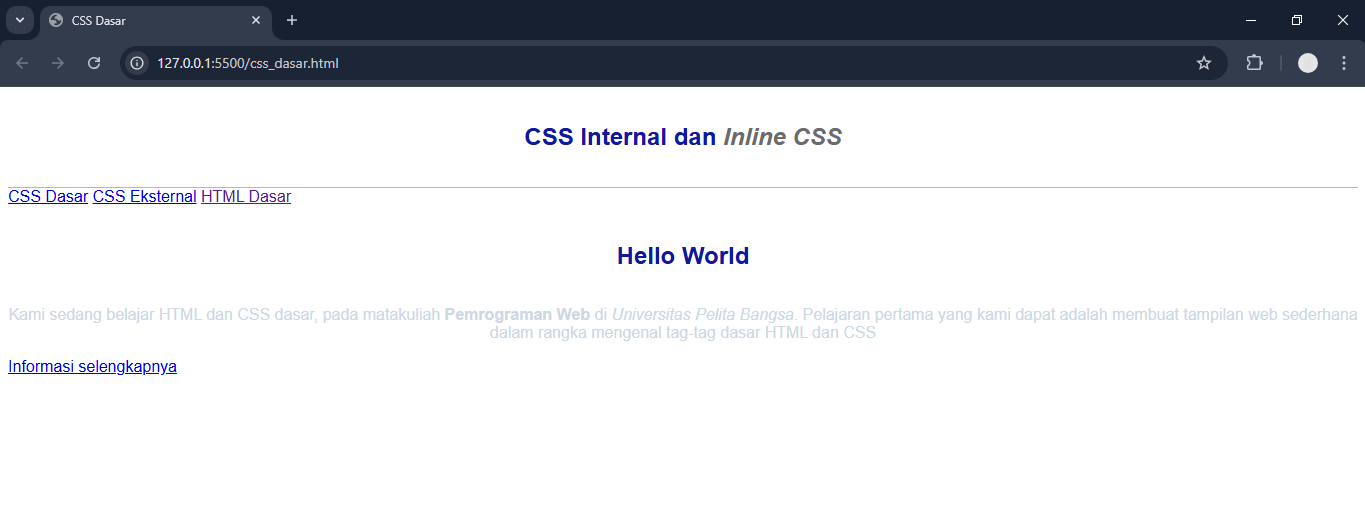 CSS Dasar
127.0.0.1:5500/css_dasar.html
CSS Internal dan Inline CSS
CSS Dasar CSS Eksternal HTML Dasar
Hello World
Kami sedang belajar HTML dan CSS dasar, pada matakuliah Pemrograman Web di Universitas Pelita Bangsa. Pelajaran pertama yang kami dapat adalah membuat tampilan web sederhana
dalam rangka mengenal tag-tag dasar HTML dan CSS
Informasi selengkapnya